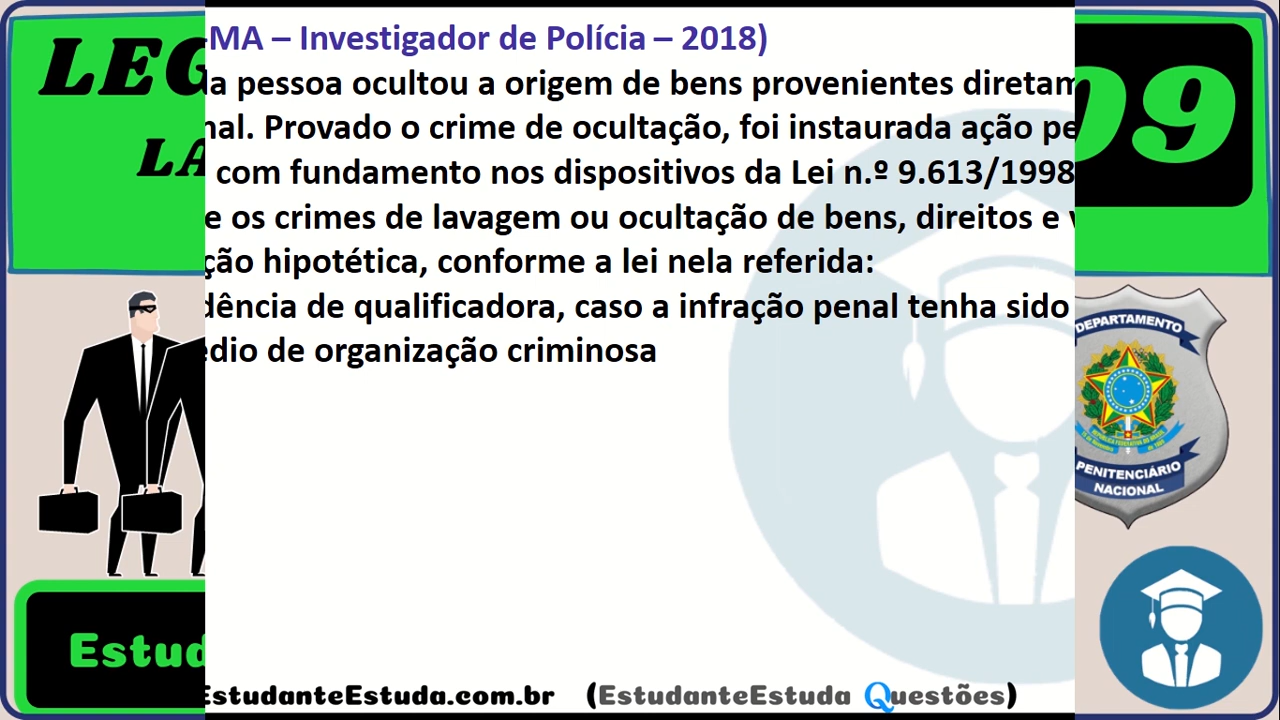 LEG
LA
09
MA – Investigador de Polícia – 2018)
da pessoa ocultou a origem de bens provenientes diretam
nal. Provado o crime de ocultação, foi instaurada ação pe
com fundamento nos dispositivos da Lei n.º 9.613/1998
e os crimes de lavagem ou ocultação de bens, direitos e v
ção hipotética, conforme a lei nela referida:
dência de qualificadora, caso a infração penal tenha sido
édio de organização criminosa
DEPARTAMENTO
PENITENCIÁRIO
NACIONAL
Estud
EstudanteEstuda.com.br (EstudanteEstuda Questões)